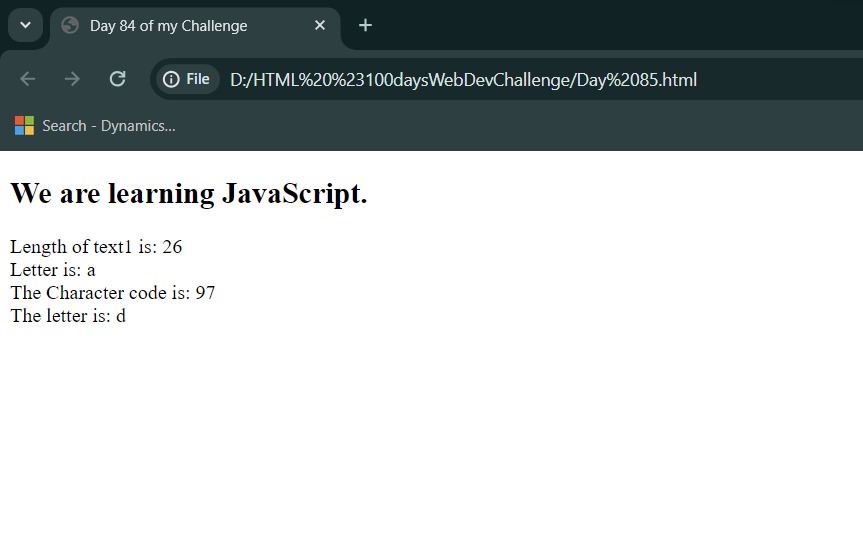 Day 84 of my Challenge
File D:/HTML%20%23100daysWebDevChallenge/Day%2085.html
Search - Dynamics...
We are learning JavaScript.
Length of text1 is: 26
Letter is: a
The Character code is: 97
The letter is: d